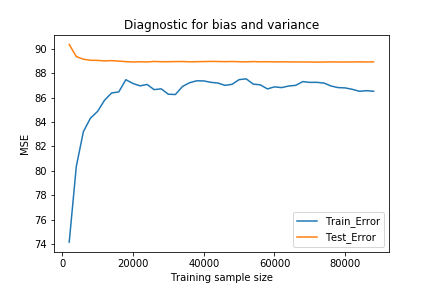 Diagnostic for bias and variance
90
88
86
84
82
80
78
76
74
MSE
0
20000
40000
60000
80000
Training sample size
Train_Error
Test_Error